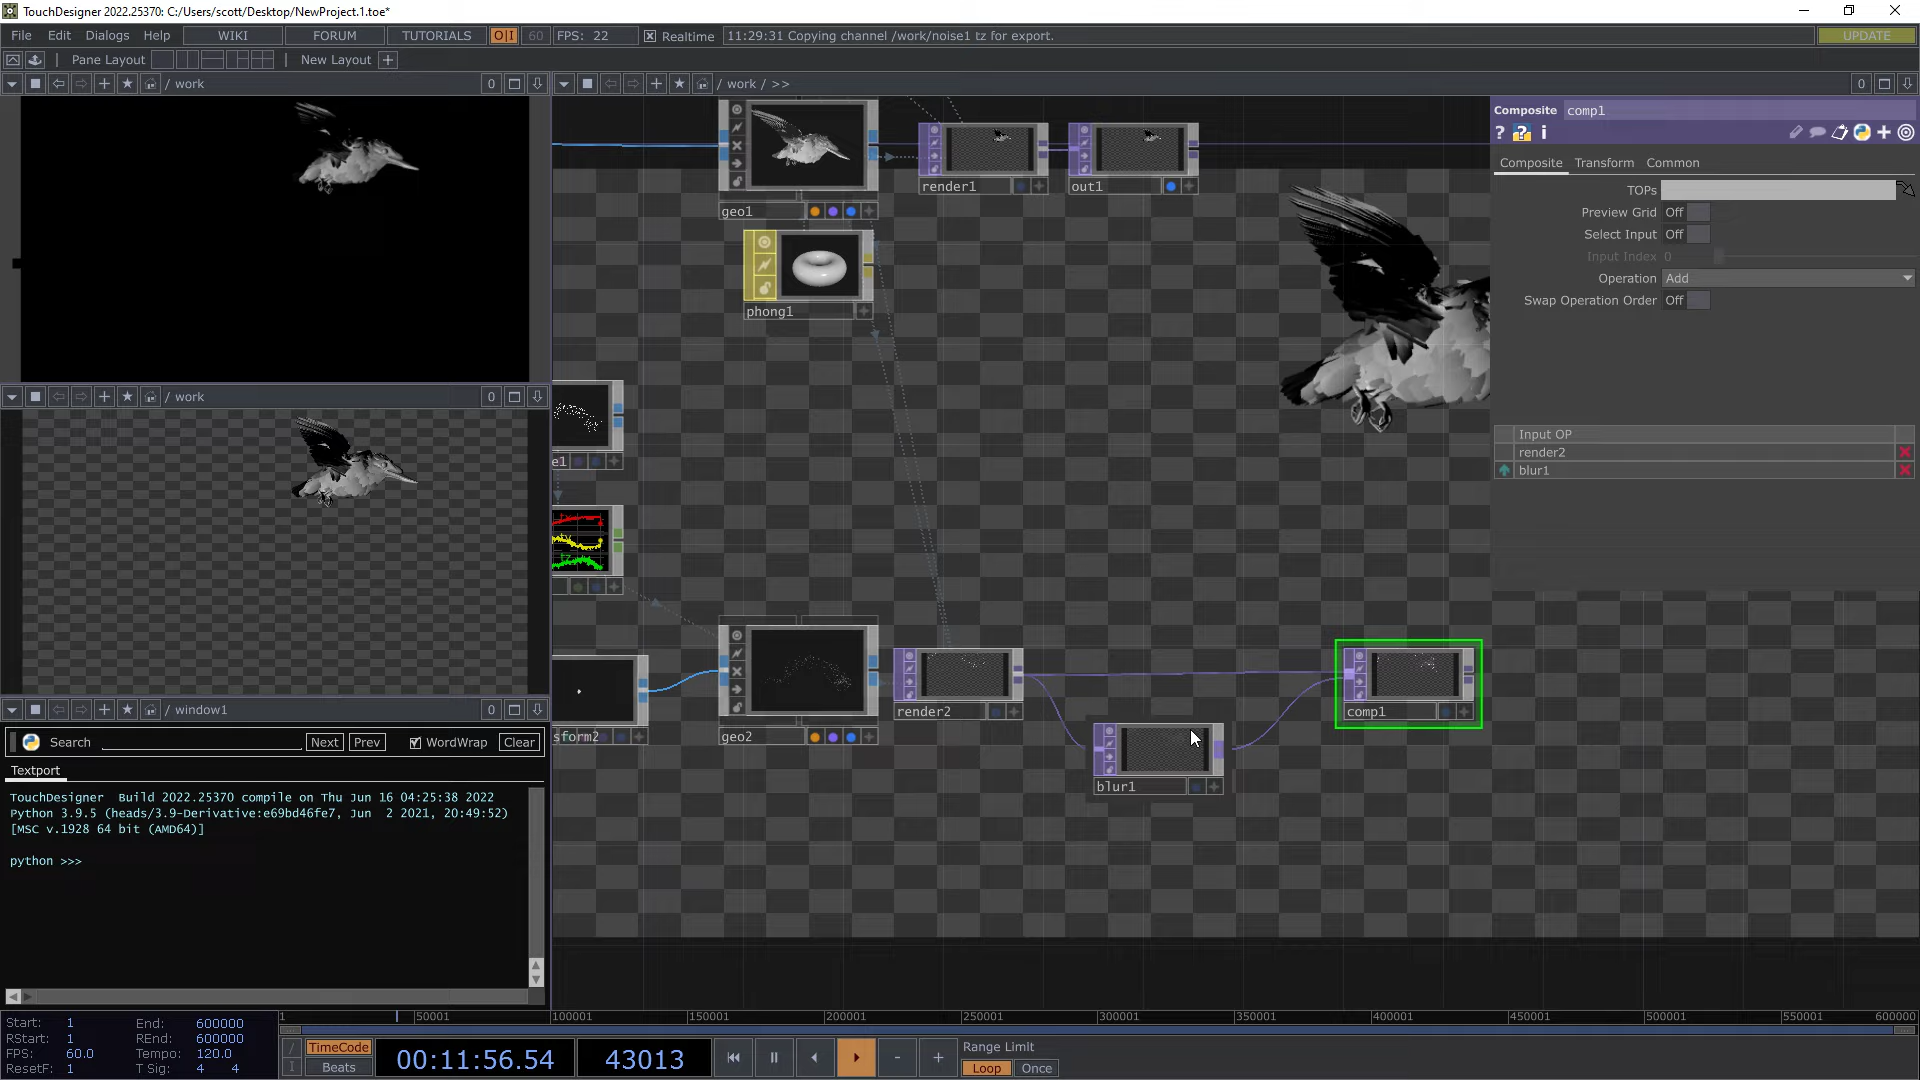 TouchDesigner 2022.25370: C:/Users/scott/Desktop/NewProject.1.toe*
File Edit Dialogs Help WIKI FORUM TUTORIALS O|I 60 FPS: 22 Realtime 11:29:31 Copying channel /work/noise1 tz for export. UPDATE
Pane Layout New Layout
/ work 0
/ work / >> 0
Composite comp1
? ? i
Composite Transform Common
TOPs
Preview Grid Off
Select Input Off
Input Index 0
Operation Add
Swap Operation Order Off
Input OP
render2
blur1
render1
out1
geo1
phong1
e1
tz
sform2
geo2
render2
comp1
blur1
/ work 0
/ window1 0
Search Next Prev WordWrap Clear
Textport
TouchDesigner  Build 2022.25370 compile on Thu Jun 16 04:25:38 2022
Python 3.9.5 (heads/3.9-Derivative:e69bd46fe7, Jun  2 2021, 20:49:52)
[MSC v.1928 64 bit (AMD64)]
python >>>
1 50001 100001 150001 200001 250001 300001 350001 400001 450001 500001 550001 600000
Start: 1 End: 600000
RStart: 1 REnd: 600000
FPS: 60.0 Tempo: 120.0
ResetF: 1 T Sig: 4 4
TimeCode
Beats
00:11:56.54
43013
Range Limit
Loop Once